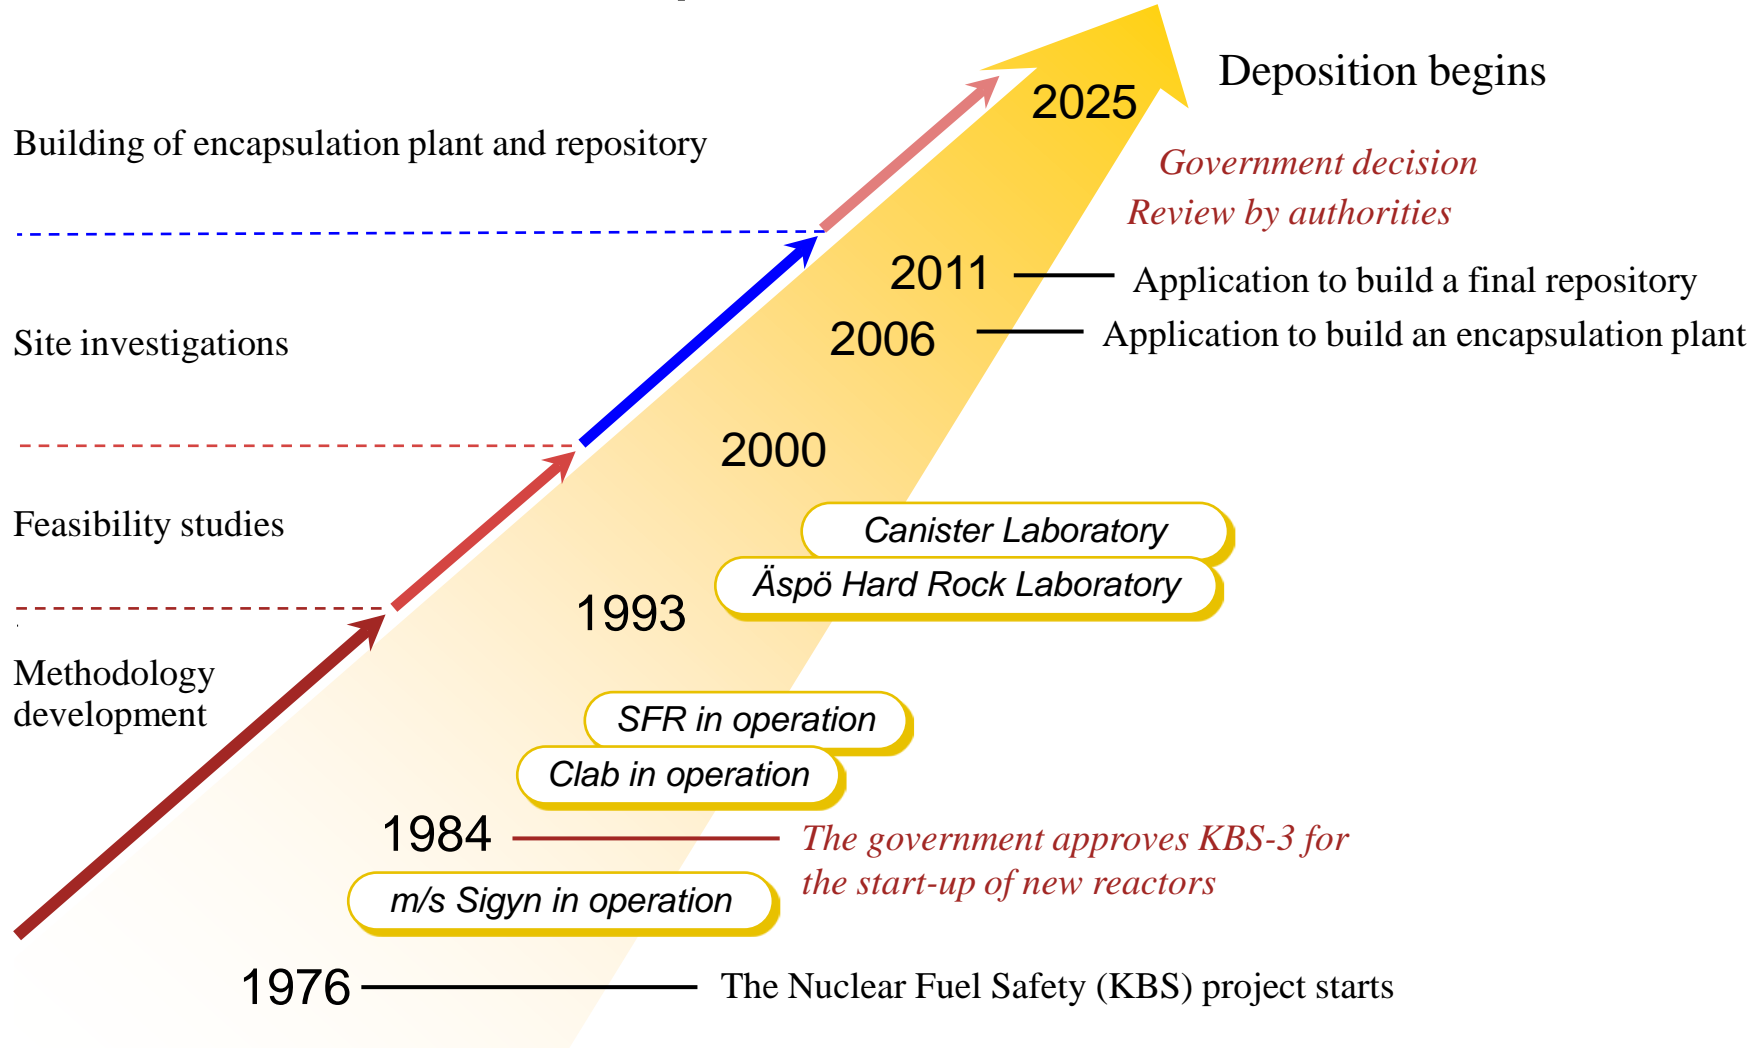 Deposition begins
2025
Building of encapsulation plant and repository
Government decision
Review by authorities
2011
Application to build a final repository
2006
Application to build an encapsulation plant
Site investigations
2000
Canister Laboratory
Feasibility studies
Äspö Hard Rock Laboratory
1993
Methodology
development
SFR in operation
Clab in operation
1984
The government approves KBS-3 for
the start-up of new reactors
m/s Sigyn in operation
1976
The Nuclear Fuel Safety (KBS) project starts